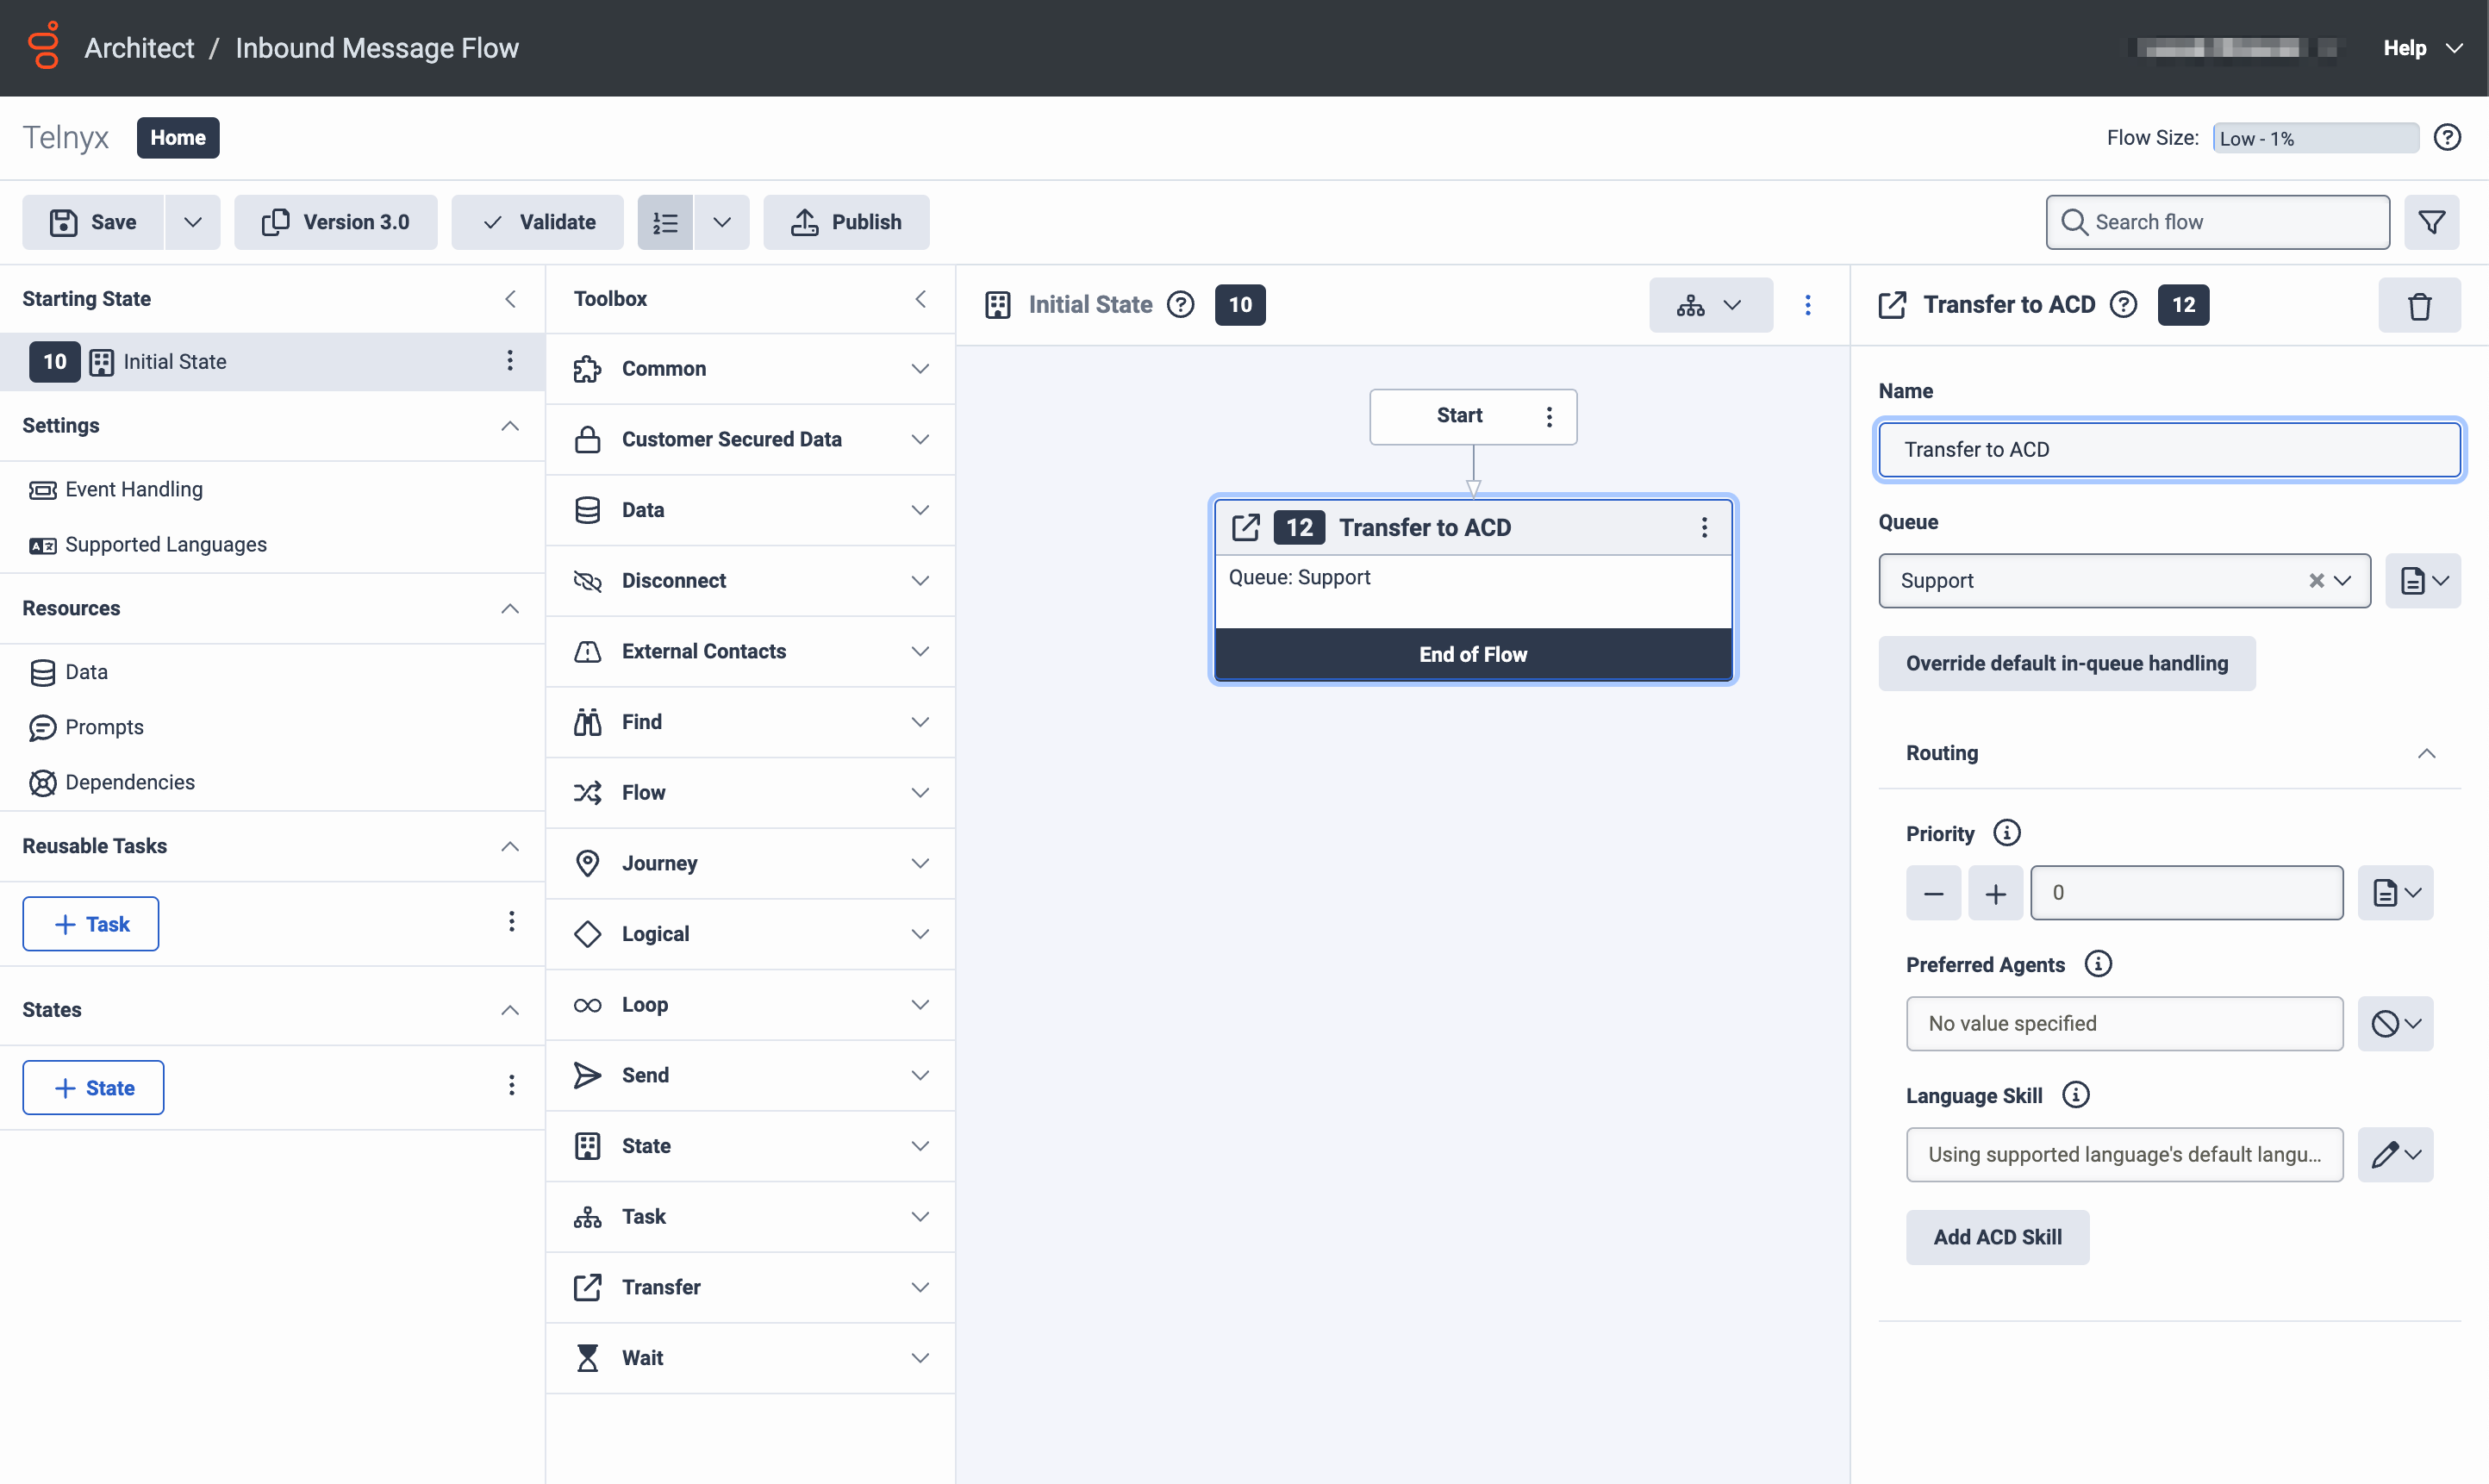 Architect / Inbound Message Flow
Help
Telnyx
Home
Flow Size:
Low - 1%
Save
Version 3.0
Validate
Publish
Search flow
Starting State
10
Initial State
Settings
Event Handling
Supported Languages
Resources
Data
Prompts
Dependencies
Reusable Tasks
+ Task
States
+ State
Toolbox
Common
Customer Secured Data
Data
Disconnect
External Contacts
Find
Flow
Journey
Logical
Loop
Send
State
Task
Transfer
Wait
Initial State
10
Start
12 Transfer to ACD
Queue: Support
End of Flow
Transfer to ACD
12
Name
Transfer to ACD
Queue
Support
Override default in-queue handling
Routing
Priority
0
Preferred Agents
No value specified
Language Skill
Using supported language's default langu...
Add ACD Skill